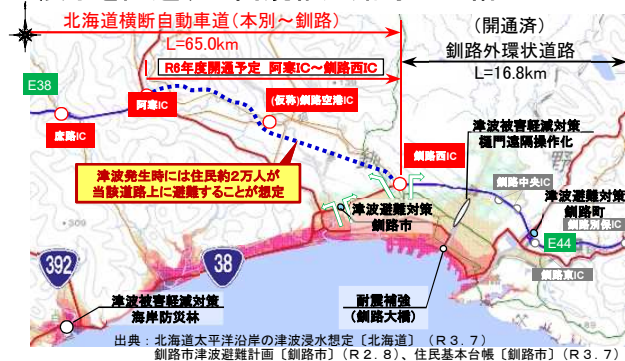 北海道横断自動車道(本別～釧路)
L=65.0km
(開通済)
釧路外環状道路
L=16.8km
R6年度開通予定 阿寒IC～釧路西IC
E38
阿寒IC
(仮称)釧路空港IC
庶路IC
津波被害軽減対策
樋門遠隔操作化
釧路西IC
津波発生時には住民約2万人が
当該道路上に避難することが想定
釧路中央IC
津波避難対策
釧路町
釧路別保IC
津波避難対策
釧路市
E44
釧路東IC
392
38
津波被害軽減対策
海岸防災林
耐震補強
(釧路大橋)
出典：北海道太平洋沿岸の津波浸水想定〔北海道〕（R３.７）
釧路市津波避難計画〔釧路市〕（R２.８）、住民基本台帳〔釧路市〕（R３.７）